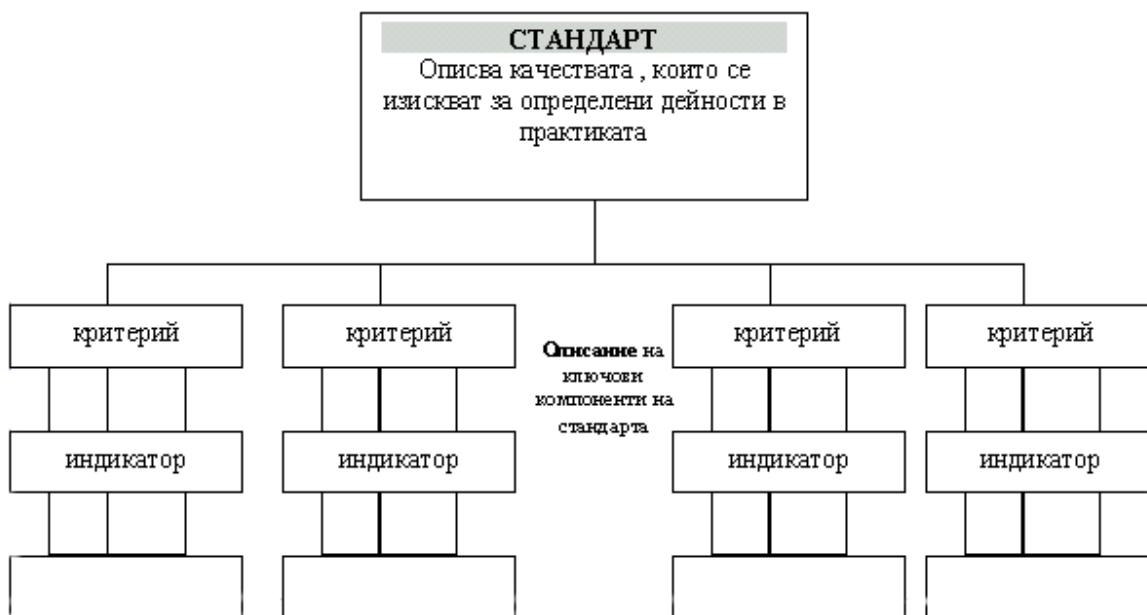 СТАНДАРТ
Описва качествата , които се
изискват за определени дейности в
практиката
критерий
критерий
критерий
критерий
Описание на
ключови
компоненти на
стандарта
индикатор
индикатор
индикатор
индикатор